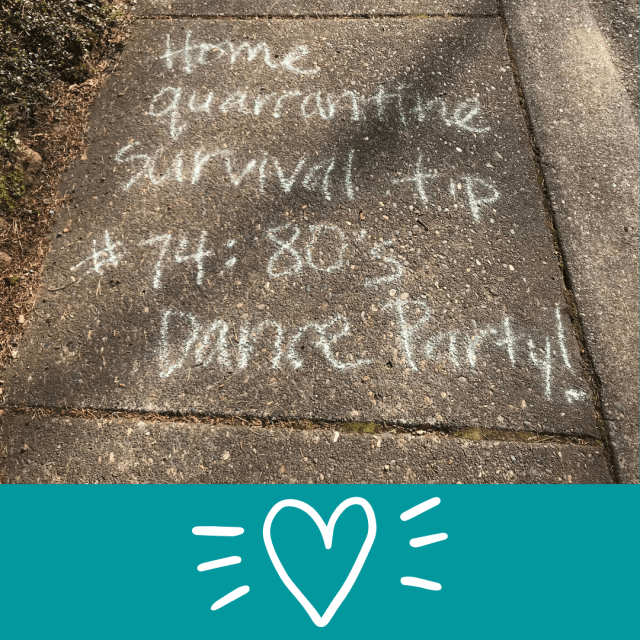 Home
quarrantine
survival tip
#74: 80's
Dance Party!